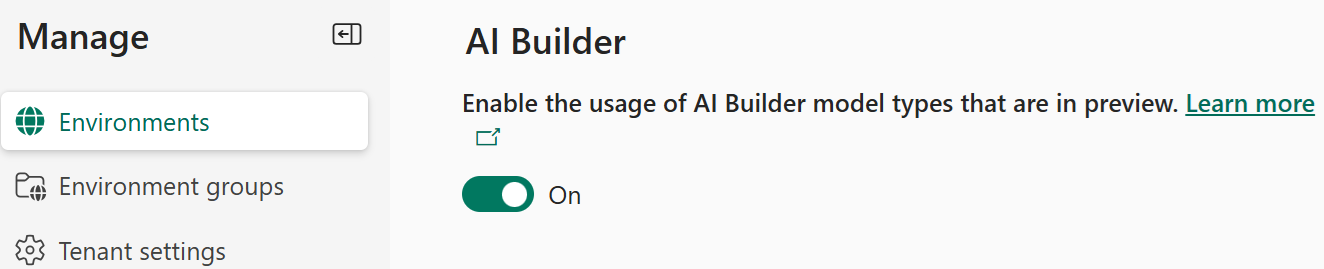 Manage
Environments
Environment groups
Tenant settings
AI Builder
Enable the usage of AI Builder model types that are in preview. Learn more
On